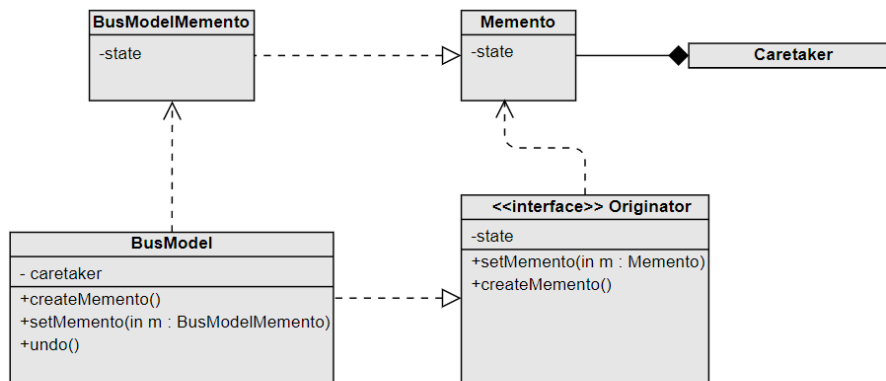 BusModelMemento
-state
Memento
-state
Caretaker
<<interface>> Originator
-state
+setMemento(in m : Memento)
+createMemento()
BusModel
- caretaker
+createMemento()
+setMemento(in m : BusModelMemento)
+undo()